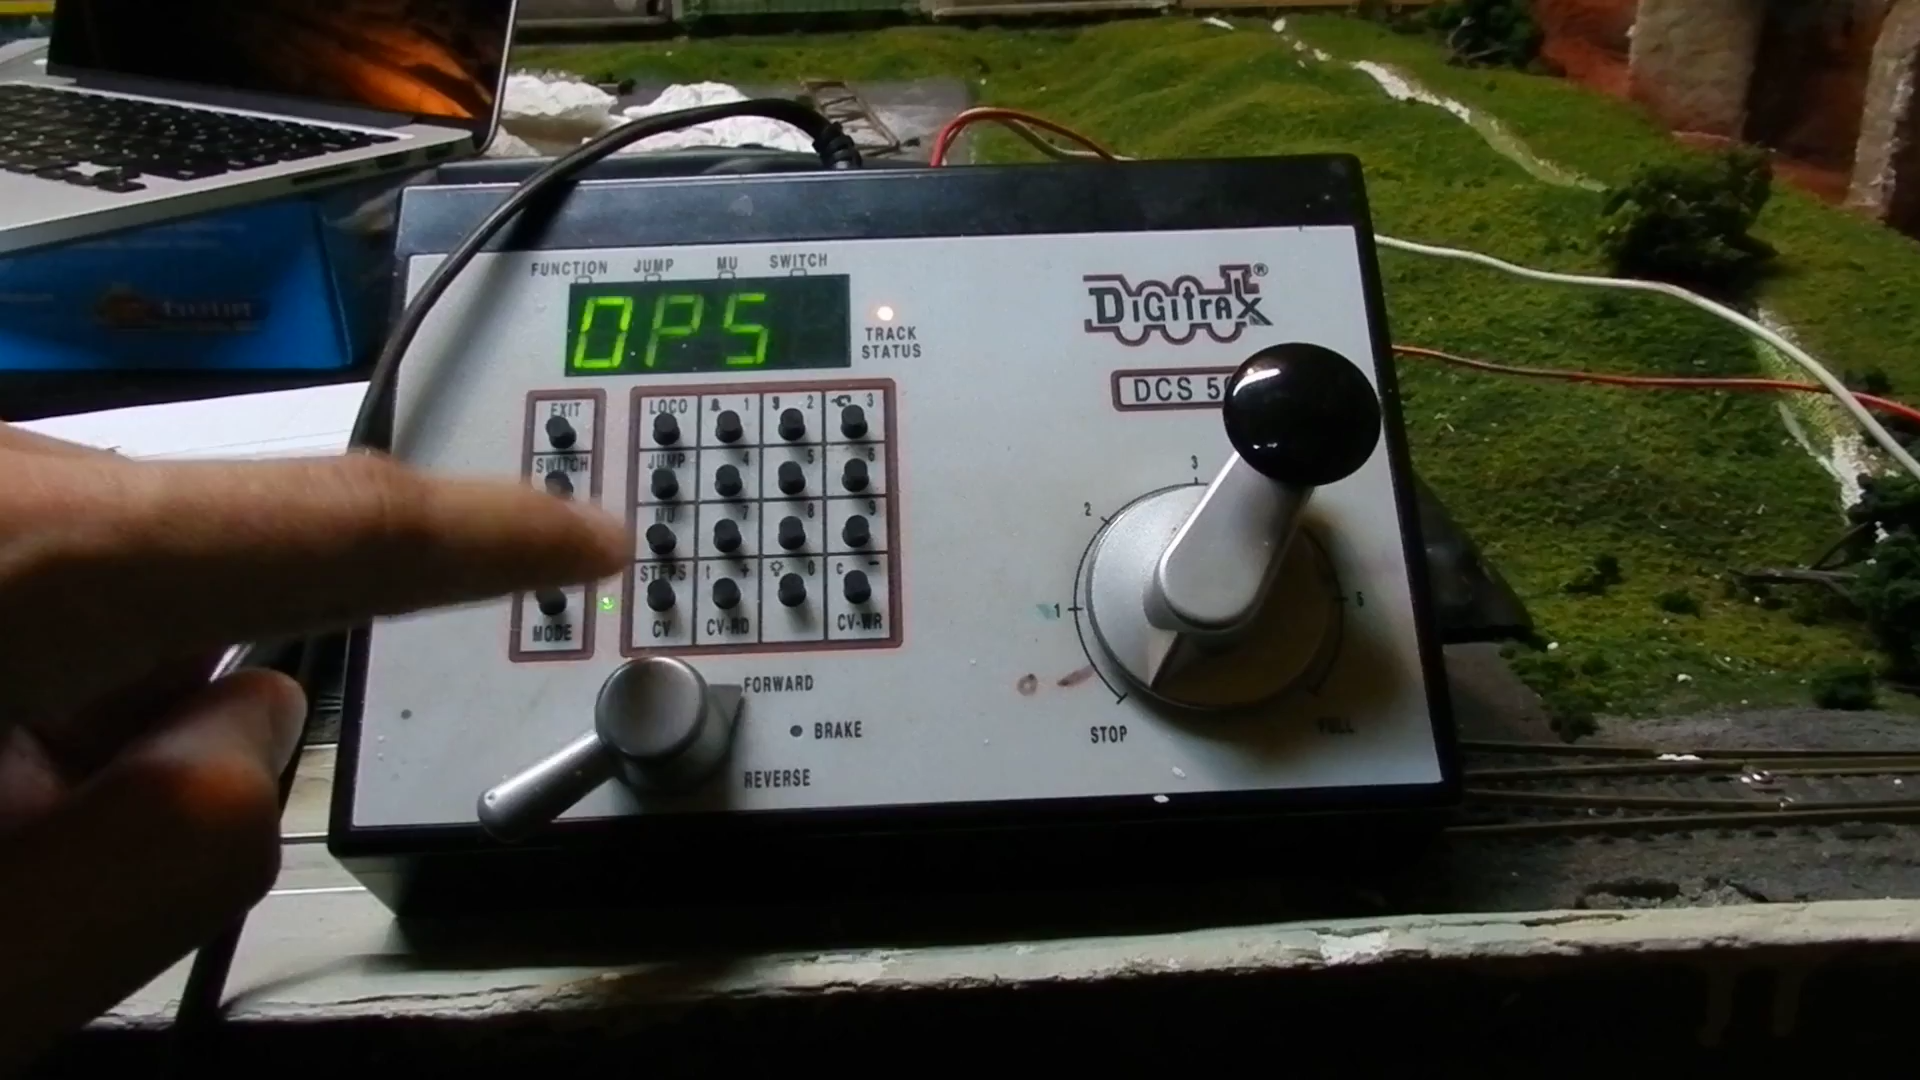 FUNCTION JUMP MU SWITCH
OPS
TRACK
STATUS
DIGITRAX®
DCS 5
EXIT
SWITCH
MODE
LOCO 1 2 3
JUMP 4 5 6
MU 7 8 9
STEPS t + 0 c -
CV CV-RD CV-WR
FORWARD
BRAKE
REVERSE
1
2
3
5
STOP
FULL